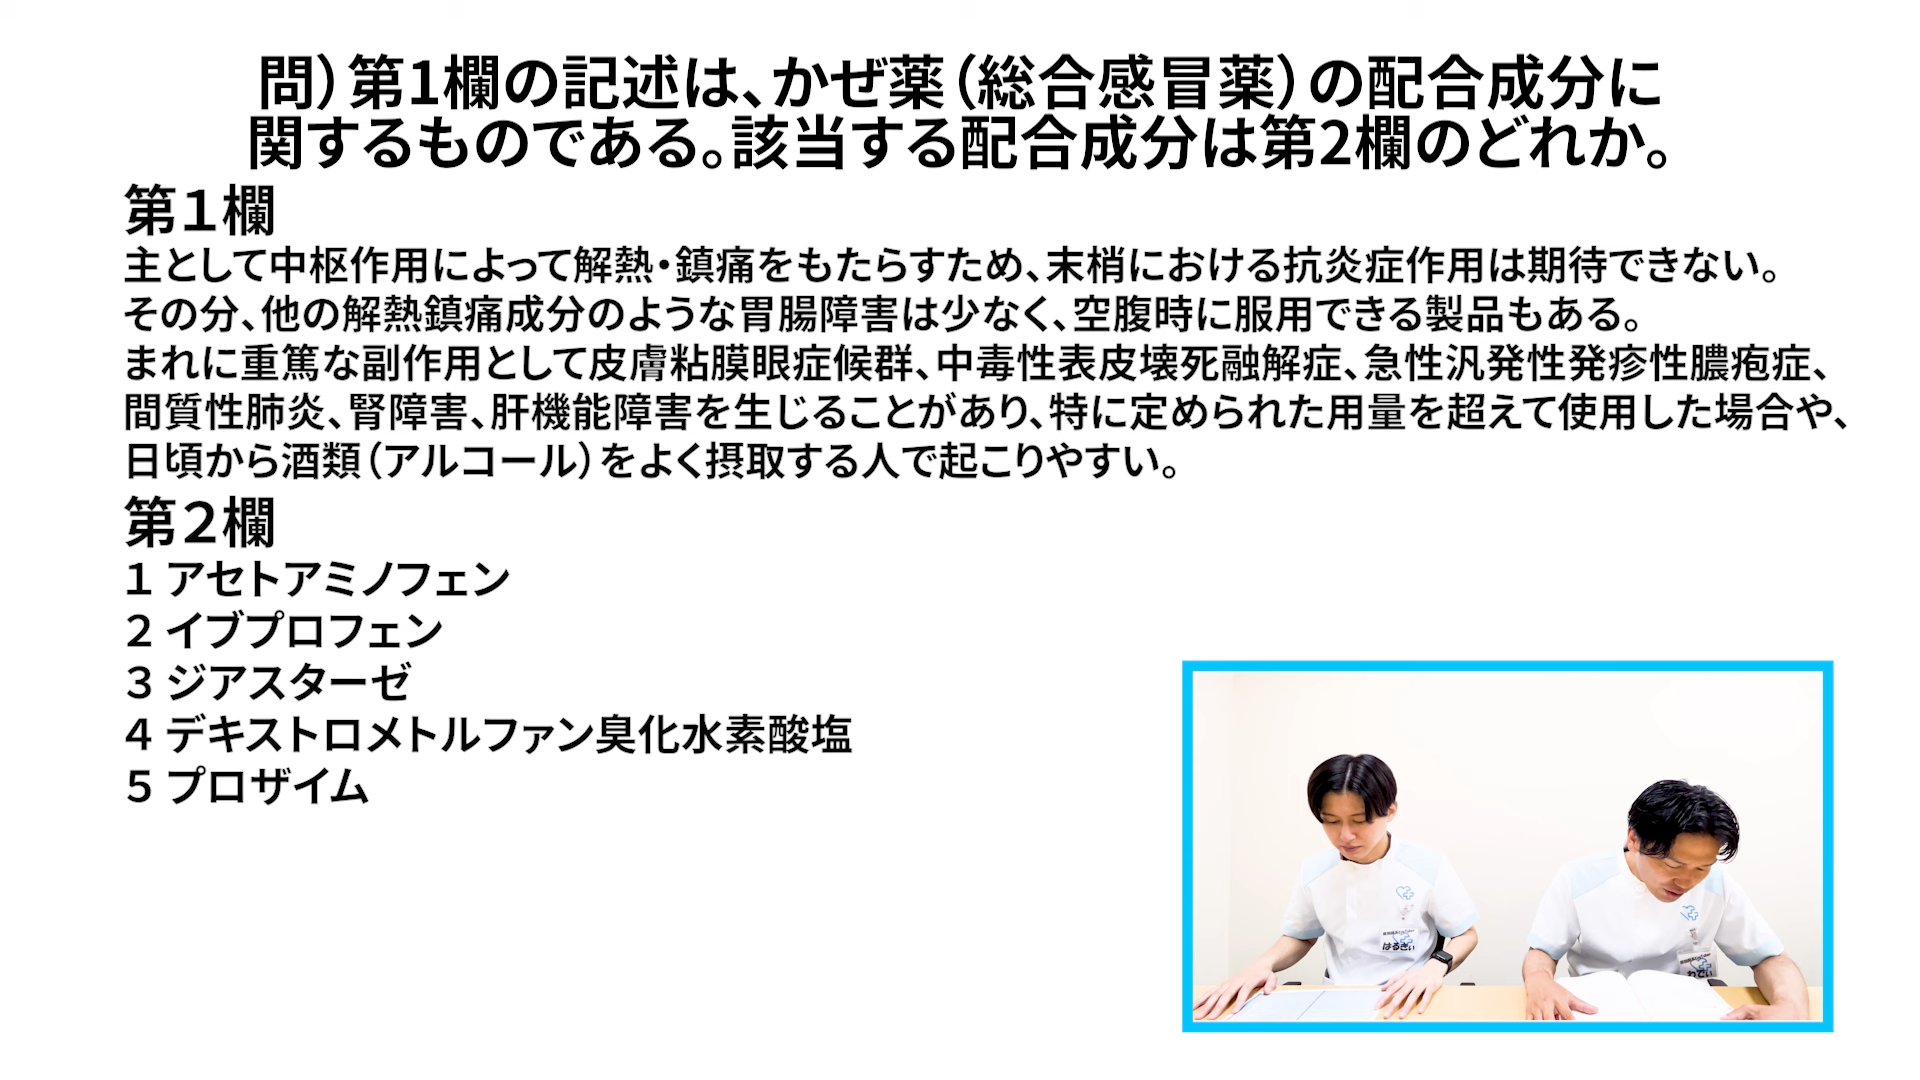 問）第1欄の記述は、かぜ薬（総合感冒薬）の配合成分に
関するものである。該当する配合成分は第2欄のどれか。
第１欄
主として中枢作用によって解熱・鎮痛をもたらすため、末梢における抗炎症作用は期待できない。
その分、他の解熱鎮痛成分のような胃腸障害は少なく、空腹時に服用できる製品もある。
まれに重篤な副作用として皮膚粘膜眼症候群、中毒性表皮壊死融解症、急性汎発性発疹性膿疱症、
間質性肺炎、腎障害、肝機能障害を生じることがあり、特に定められた用量を超えて使用した場合や、
日頃から酒類（アルコール）をよく摂取する人で起こりやすい。
第２欄
１ アセトアミノフェン
２ イブプロフェン
３ ジアスターゼ
４ デキストロメトルファン臭化水素酸塩
５ プロザイム
はるきぃ
わでい